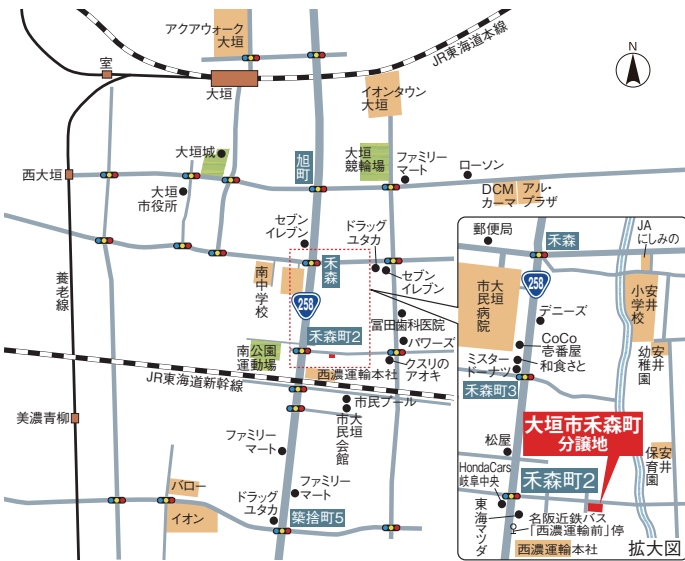 アクアウォーク
大垣
JR東海道本線
N
室
大垣
イオンタウン
大垣
大垣城
旭町
大垣
競輪場
ファミリー
マート
ローソン
西大垣
大垣
市役所
DCM
カーマ
アル・
プラザ
セブン
イレブン
ドラッグ
ユタカ
郵便局
禾森
JA
にしみの
南中学校
禾森
セブン
イレブン
258
258
大垣
市民病院
安井
小学校
養老線
冨田歯科医院
デニーズ
禾森町2
パワーズ
CoCo
壱番屋
安井
幼稚園
南公園
運動場
クスリの
アオキ
ミスター
ドーナツ
和食さと
西濃運輸本社
JR東海道新幹線
禾森町3
市民プール
大垣
市民会館
美濃青柳
大垣市禾森町
分譲地
ファミリー
マート
松屋
安井
保育園
HondaCars
岐阜中央
禾森町2
バロー
ファミリー
マート
イオン
ドラッグ
ユタカ
築捨町5
東海マツダ
名阪近鉄バス
「西濃運輸前」停
西濃運輸本社
拡大図